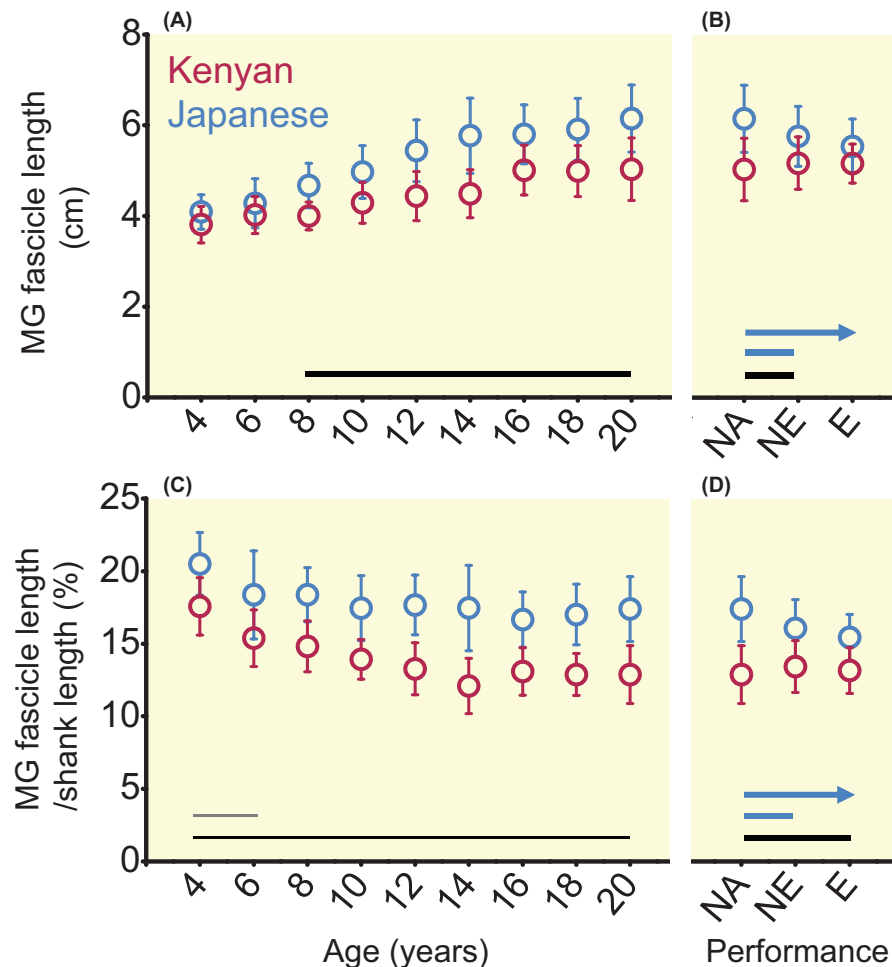 (A)
(B)
Kenyan
Japanese
MG fascicle length
(cm)
8
6
4
2
0
4
6
8
10
12
14
16
18
20
NA
NE
E
(C)
(D)
MG fascicle length
/shank length (%)
25
20
15
10
5
0
4
6
8
10
12
14
16
18
20
NA
NE
E
Age (years)
Performance